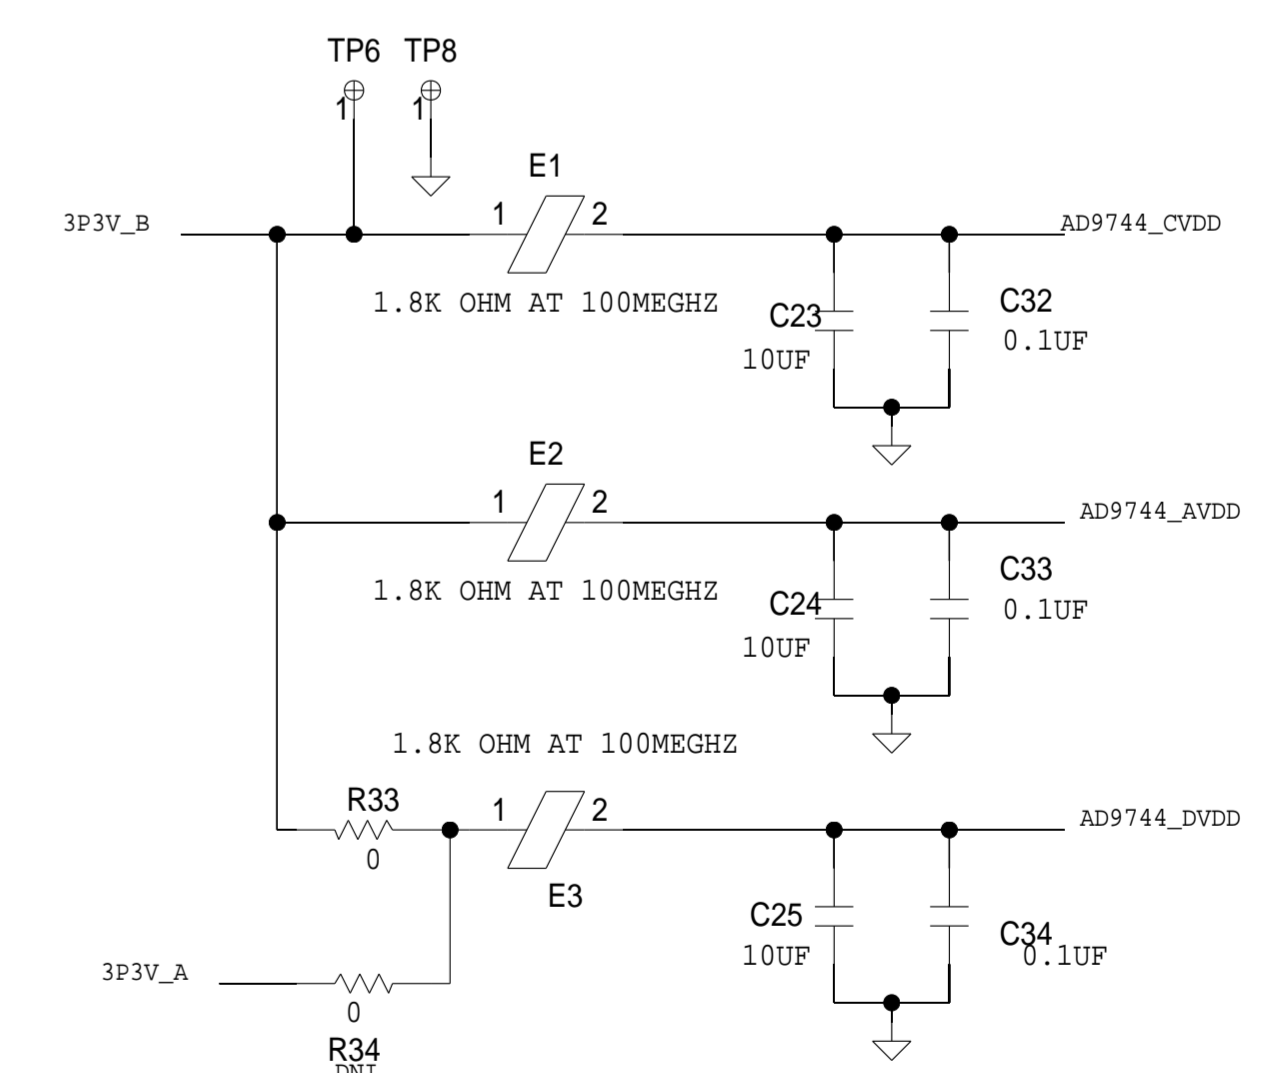 TP6 TP8
1 1
E1
3P3V_B 1 2 AD9744_CVDD
1.8K OHM AT 100MEGHZ
C23 C32
10UF 0.1UF
E2
1 2 AD9744_AVDD
1.8K OHM AT 100MEGHZ
C24 C33
10UF 0.1UF
1.8K OHM AT 100MEGHZ
R33 1 2 AD9744_DVDD
0
E3
C25 C34
10UF 0.1UF
3P3V_A
0
R34
DNI